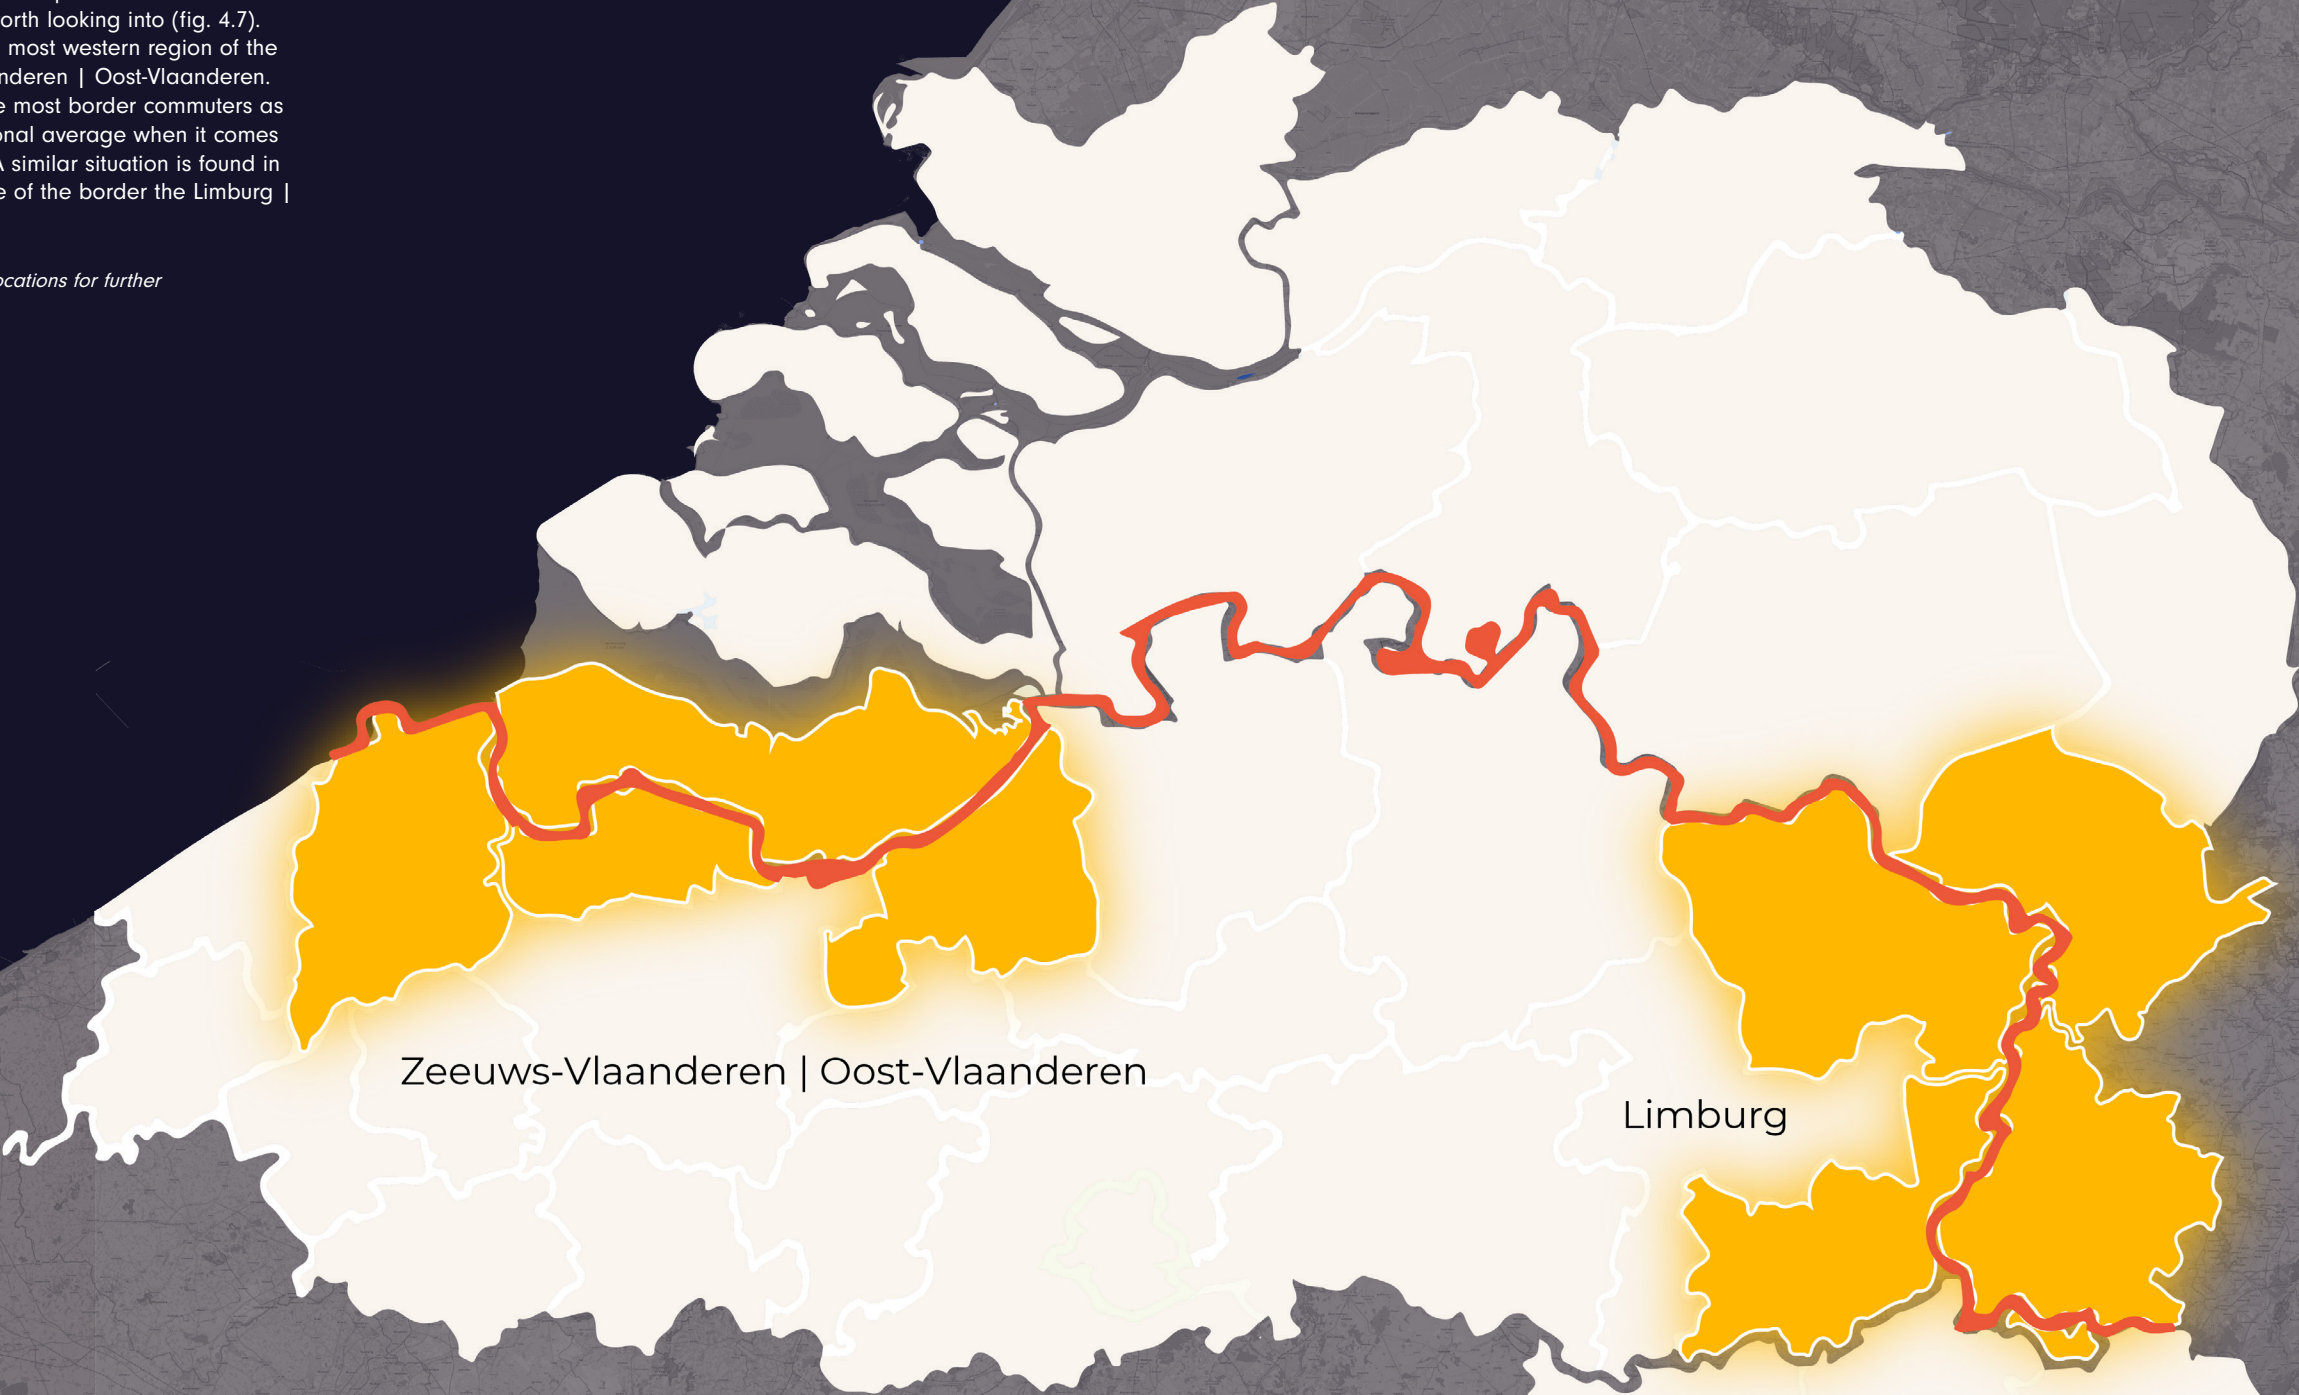 orth looking into (fig. 4.7).
most western region of the
nderen | Oost-Vlaanderen.
e most border commuters as
onal average when it comes
A similar situation is found in
e of the border the Limburg |
ocations for further
Zeeuws-Vlaanderen | Oost-Vlaanderen
Limburg